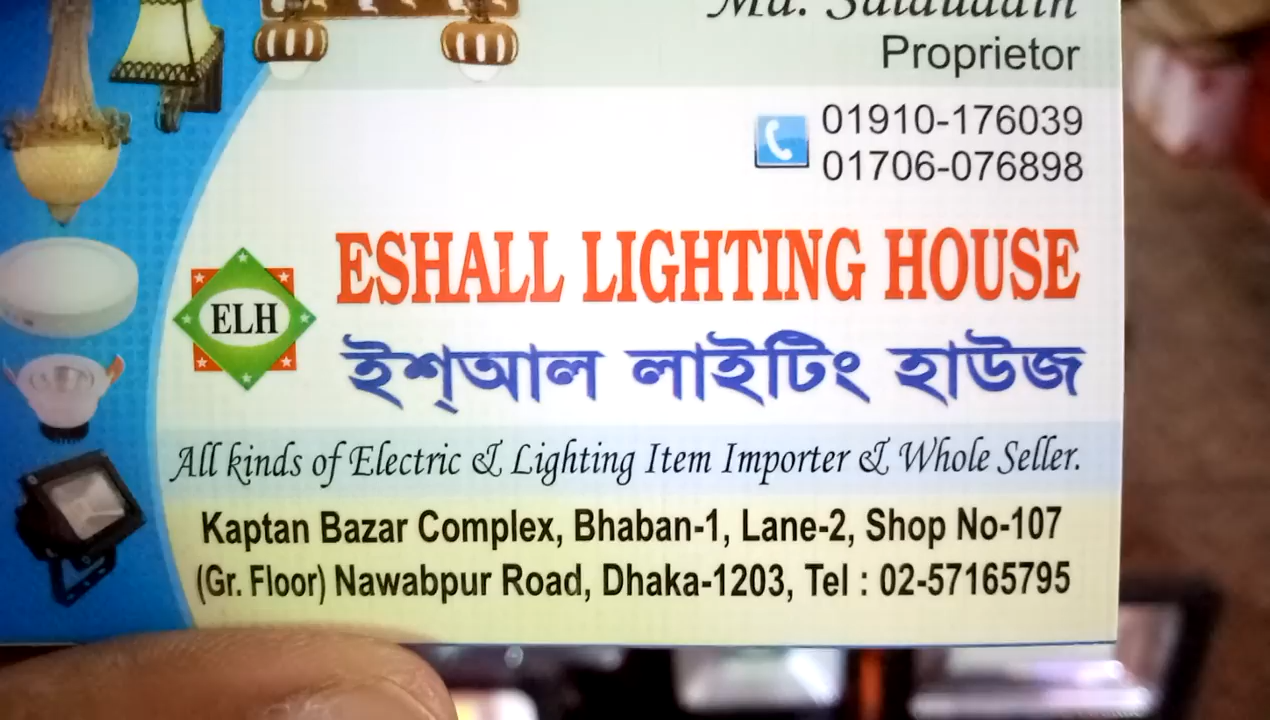 Md. Salauddin
Proprietor
01910-176039
01706-076898
ELH
ESHALL LIGHTING HOUSE
ইশ্আল লাইটিং হাউজ
All kinds of Electric & Lighting Item Importer & Whole Seller.
Kaptan Bazar Complex, Bhaban-1, Lane-2, Shop No-107
(Gr. Floor) Nawabpur Road, Dhaka-1203, Tel : 02-57165795